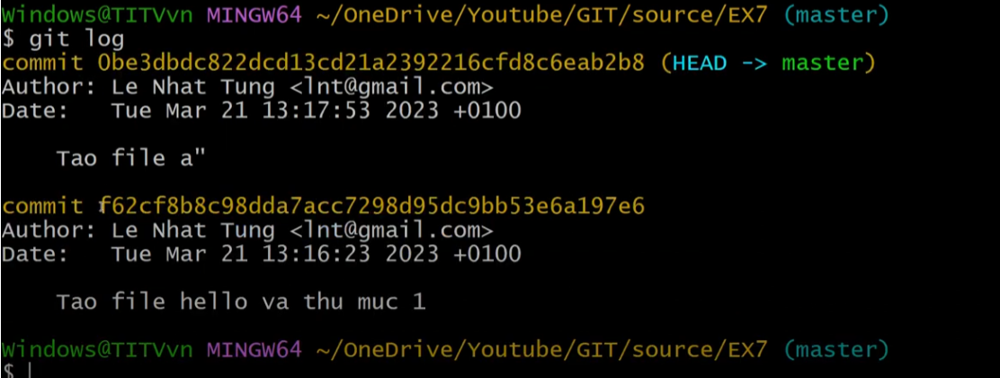 Windows@TITVvn MINGW64 ~/OneDrive/Youtube/GIT/source/EX7 (master)
$ git log
commit 0be3dbdc822dcd13cd21a2392216cfd8c6eab2b8 (HEAD -> master)
Author: Le Nhat Tung <lnt@gmail.com>
Date:   Tue Mar 21 13:17:53 2023 +0100
    Tao file a"
commit f62cf8b8c98dda7acc7298d95dc9bb53e6a197e6
Author: Le Nhat Tung <lnt@gmail.com>
Date:   Tue Mar 21 13:16:23 2023 +0100
    Tao file hello va thu muc 1
Windows@TITVvn MINGW64 ~/OneDrive/Youtube/GIT/source/EX7 (master)
$